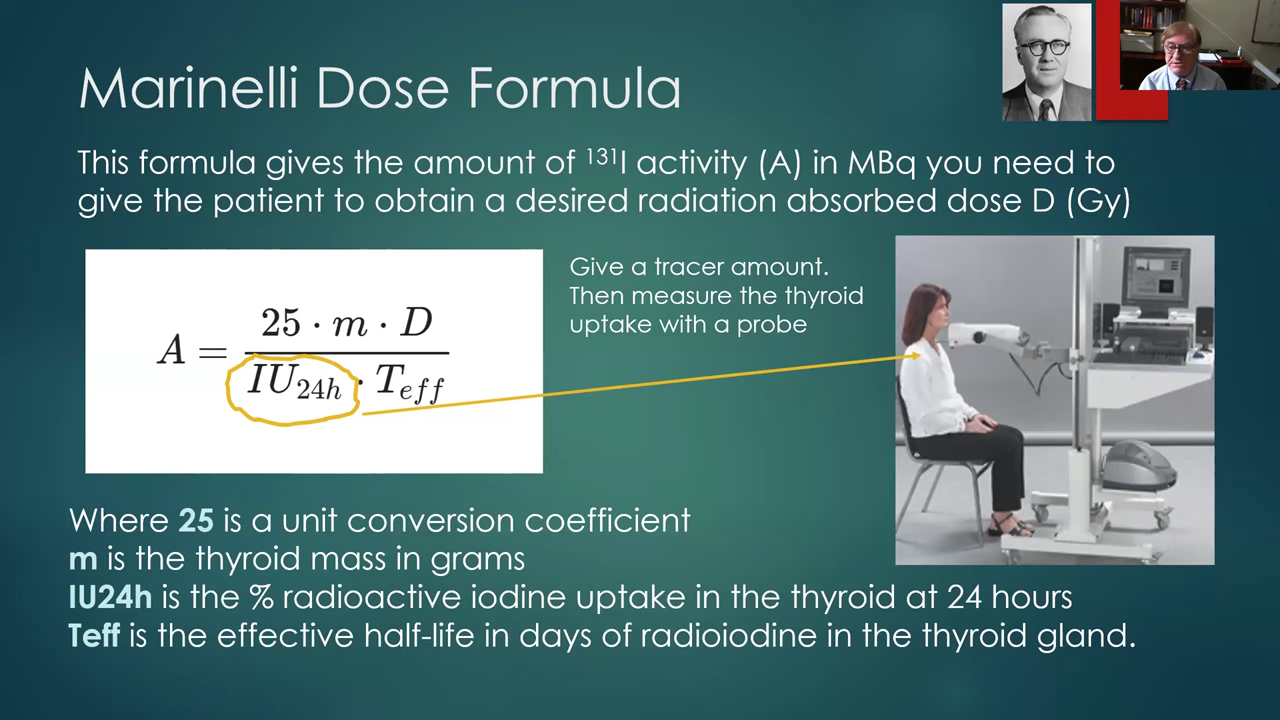 Marinelli Dose Formula
This formula gives the amount of ¹³¹I activity (A) in MBq you need to
give the patient to obtain a desired radiation absorbed dose D (Gy)
A = 25 · m · D / IU₂₄ₕ · T_eff
Give a tracer amount.
Then measure the thyroid
uptake with a probe
Where 25 is a unit conversion coefficient
m is the thyroid mass in grams
IU24h is the % radioactive iodine uptake in the thyroid at 24 hours
Teff is the effective half-life in days of radioiodine in the thyroid gland.